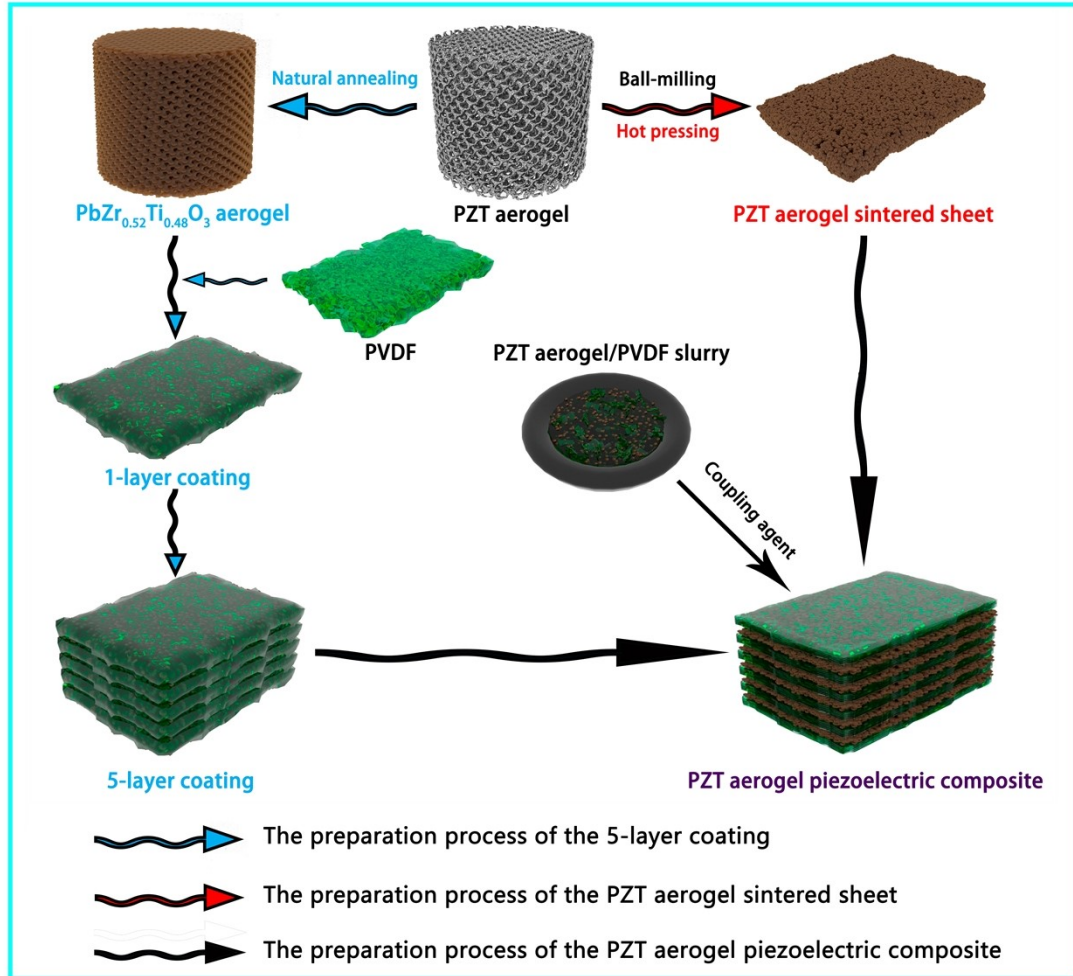 Natural annealing
Ball-milling
Hot pressing
PbZr₀.₅₂Ti₀.₄₈O₃ aerogel
PZT aerogel
PZT aerogel sintered sheet
PVDF
PZT aerogel/PVDF slurry
1-layer coating
Coupling agent
5-layer coating
PZT aerogel piezoelectric composite
The preparation process of the 5-layer coating
The preparation process of the PZT aerogel sintered sheet
The preparation process of the PZT aerogel piezoelectric composite